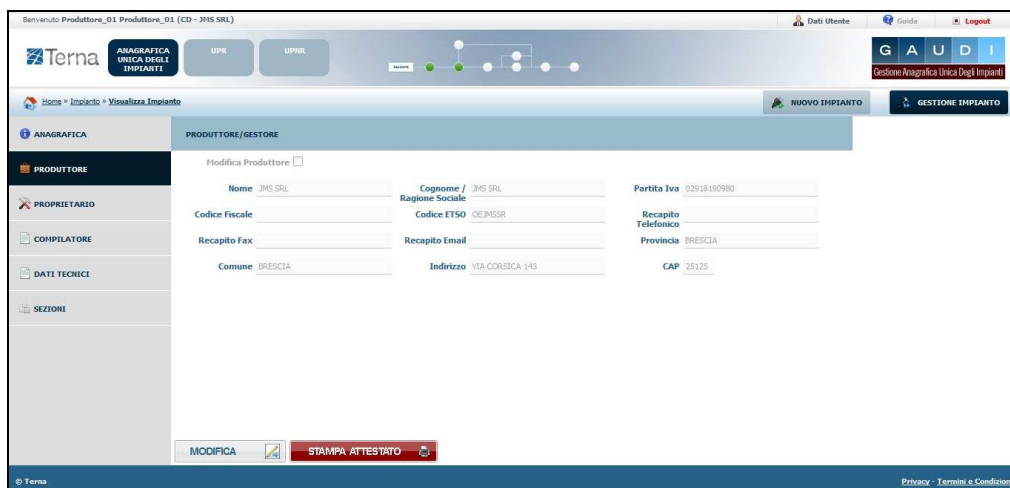 Benvenuto Produttore_01 Produttore_01 (CD - JMS SRL)
Dati Utente
Guida
Logout
Terna
ANAGRAFICA
UNICA DEGLI
IMPIANTI
UPR
UPNR
G A U D I
Gestione Anagrafica Unica Degli Impianti
Home » Impianto » Visualizza Impianto
NUOVO IMPIANTO
GESTIONE IMPIANTO
ANAGRAFICA
PRODUTTORE
PROPRIETARIO
COMPILATORE
DATI TECNICI
SEZIONI
PRODUTTORE/GESTORE
Modifica Produttore
Nome JMS SRL
Cognome /
Ragione Sociale JMS SRL
Partita Iva 02918190980
Codice Fiscale
Codice ETSO OEJMSSR
Recapito
Telefonico
Recapito Fax
Recapito Email
Provincia BRESCIA
Comune BRESCIA
Indirizzo VIA CORSICA 143
CAP 25125
MODIFICA
STAMPA ATTESTATO
© Terna
Privacy - Termini e Condizion